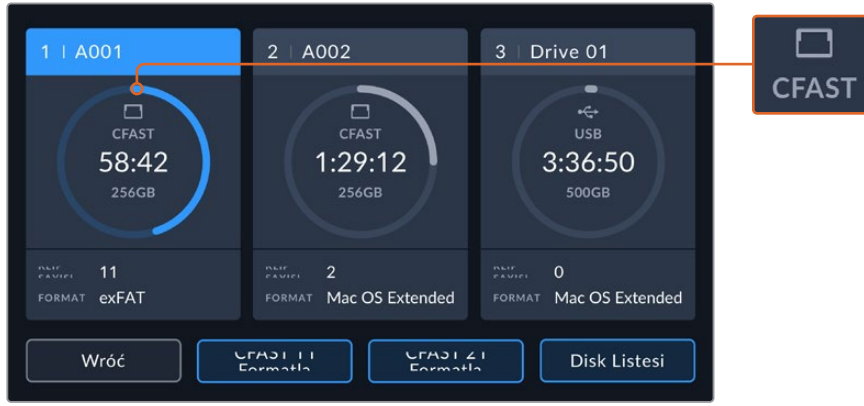 1 | A001
CFAST
58:42
256GB
11
FORMAT exFAT
2 | A002
CFAST
1:29:12
256GB
2
FORMAT Mac OS Extended
3 | Drive 01
USB
3:36:50
500GB
0
FORMAT Mac OS Extended
Wróć
Disk Listesi
CFAST